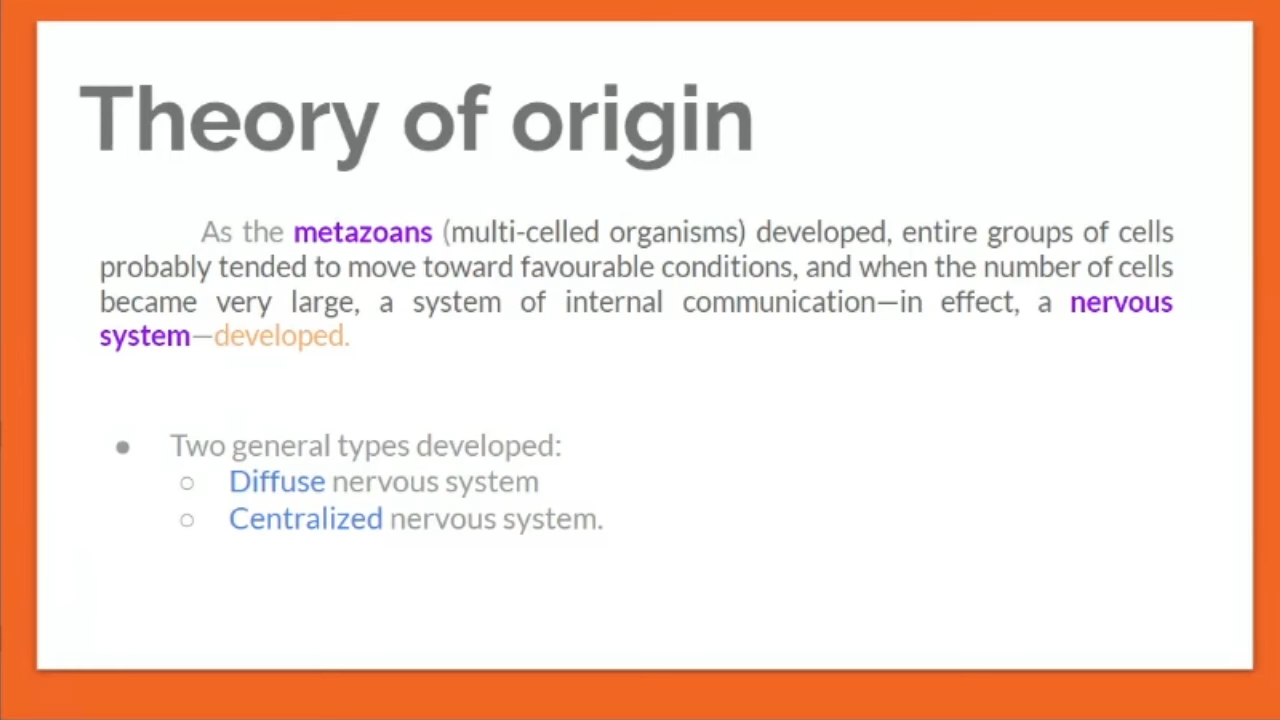 Theory of origin
As the metazoans (multi-celled organisms) developed, entire groups of cells
probably tended to move toward favourable conditions, and when the number of cells
became very large, a system of internal communication—in effect, a nervous
system—developed.
● Two general types developed:
○ Diffuse nervous system
○ Centralized nervous system.